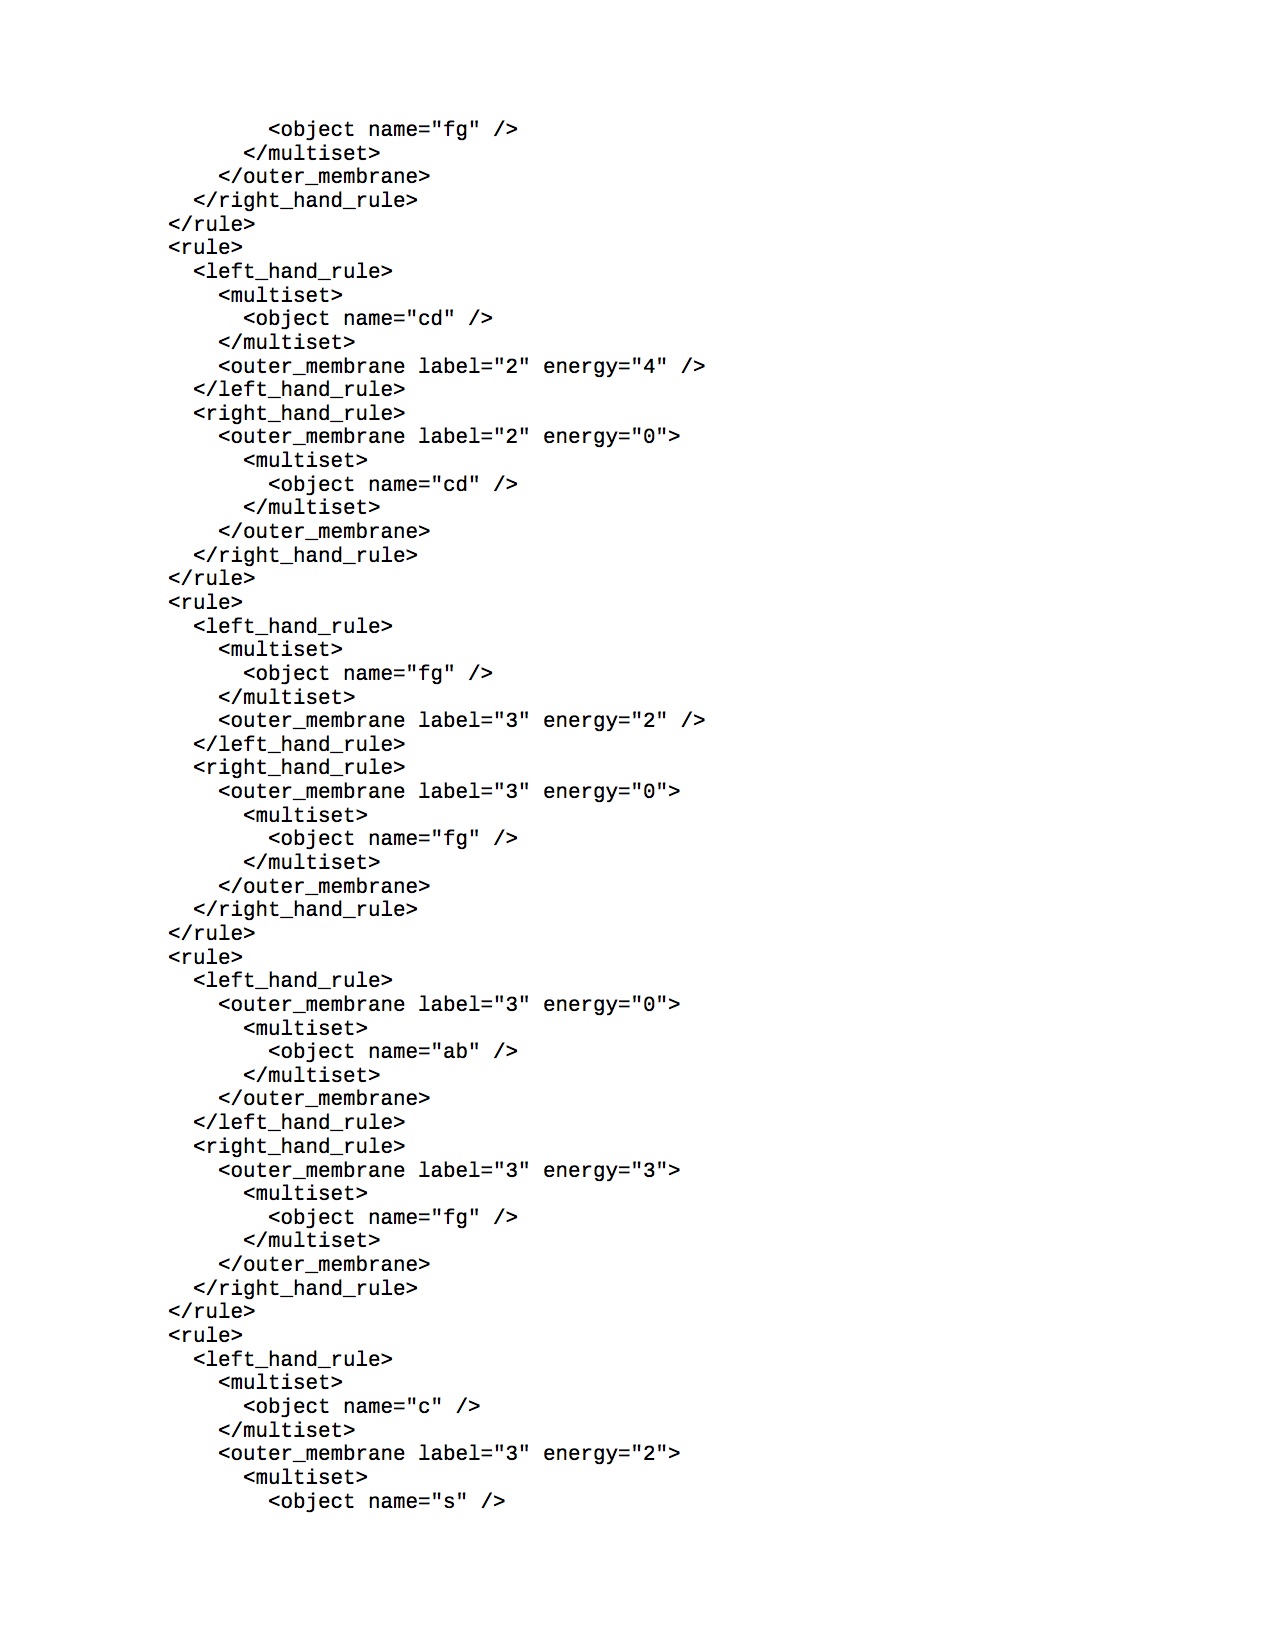 <object name="fg" />
</multiset>
</outer_membrane>
</right_hand_rule>
</rule>
<rule>
<left_hand_rule>
<multiset>
<object name="cd" />
</multiset>
<outer_membrane label="2" energy="4" />
</left_hand_rule>
<right_hand_rule>
<outer_membrane label="2" energy="0">
<multiset>
<object name="cd" />
</multiset>
</outer_membrane>
</right_hand_rule>
</rule>
<rule>
<left_hand_rule>
<multiset>
<object name="fg" />
</multiset>
<outer_membrane label="3" energy="2" />
</left_hand_rule>
<right_hand_rule>
<outer_membrane label="3" energy="0">
<multiset>
<object name="fg" />
</multiset>
</outer_membrane>
</right_hand_rule>
</rule>
<rule>
<left_hand_rule>
<outer_membrane label="3" energy="0">
<multiset>
<object name="ab" />
</multiset>
</outer_membrane>
</left_hand_rule>
<right_hand_rule>
<outer_membrane label="3" energy="3">
<multiset>
<object name="fg" />
</multiset>
</outer_membrane>
</right_hand_rule>
</rule>
<rule>
<left_hand_rule>
<multiset>
<object name="c" />
</multiset>
<outer_membrane label="3" energy="2">
<multiset>
<object name="s" />